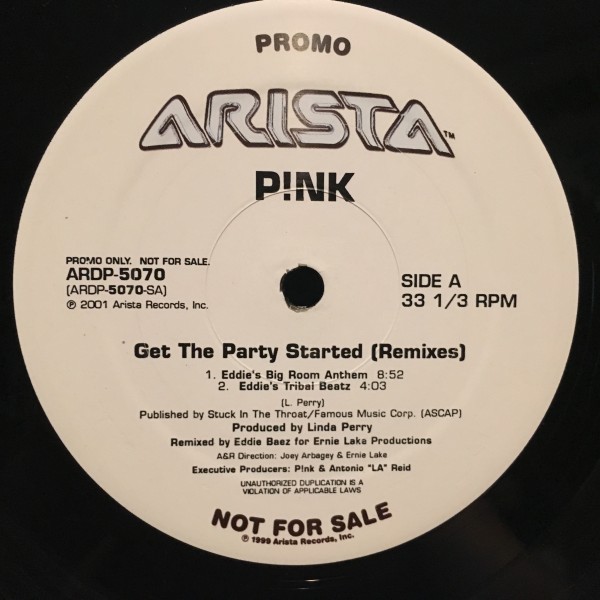 PROMO
ARISTA™
P!NK
PROMO ONLY. NOT FOR SALE.
ARDP-5070
(ARDP-5070-SA)
℗ 2001 Arista Records, Inc.
SIDE A
33 1/3 RPM
Get The Party Started (Remixes)
1. Eddie's Big Room Anthem 8:52
2. Eddie's Tribal Beatz 4:03
(L. Perry)
Published by Stuck In The Throat/Famous Music Corp. (ASCAP)
Produced by Linda Perry
Remixed by Eddie Baez for Ernie Lake Productions
A&R Direction: Joey Arbagey & Ernie Lake
Executive Producers: P!nk & Antonio "LA" Reid
UNAUTHORIZED DUPLICATION IS A
VIOLATION OF APPLICABLE LAWS
NOT FOR SALE
℗ 1999 Arista Records, Inc.